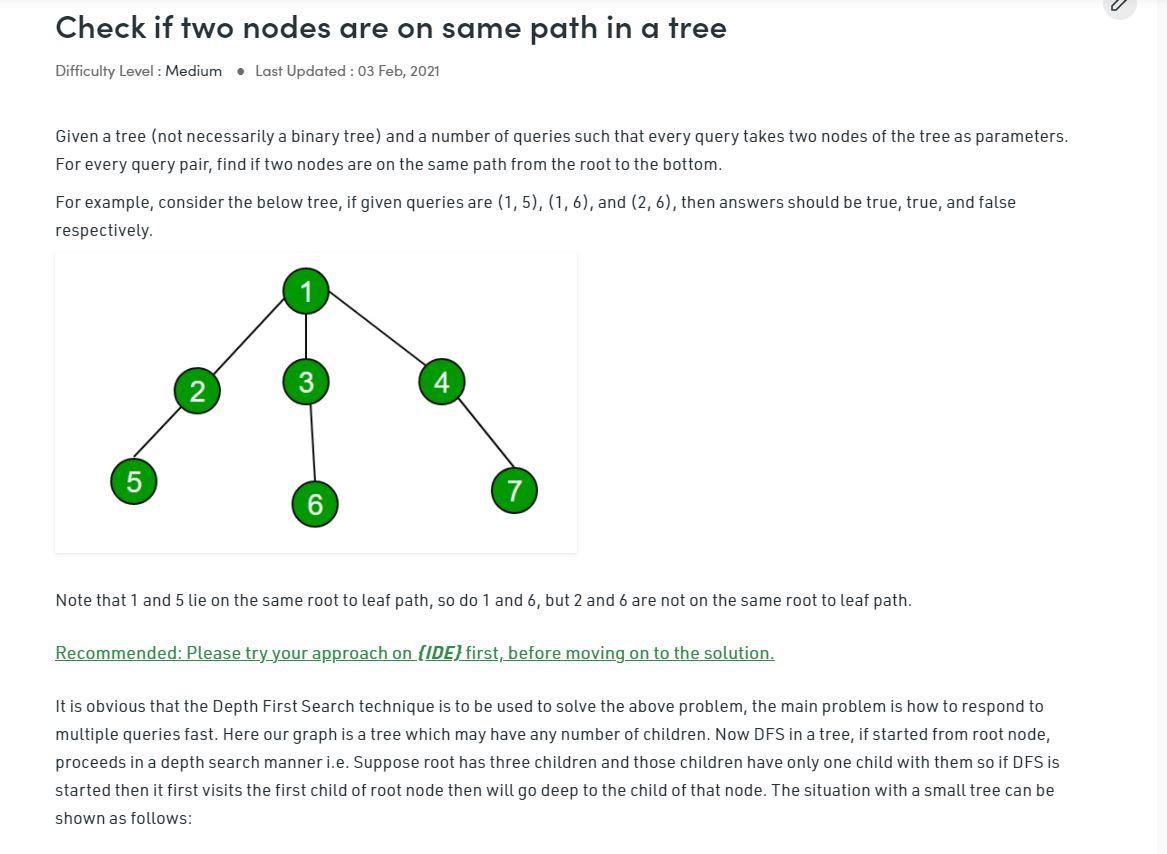 Check if two nodes are on same path in a tree
Difficulty Level : Medium ● Last Updated : 03 Feb, 2021
Given a tree (not necessarily a binary tree) and a number of queries such that every query takes two nodes of the tree as parameters.
For every query pair, find if two nodes are on the same path from the root to the bottom.
For example, consider the below tree, if given queries are (1, 5), (1, 6), and (2, 6), then answers should be true, true, and false
respectively.
1
2
3
4
5
6
7
Note that 1 and 5 lie on the same root to leaf path, so do 1 and 6, but 2 and 6 are not on the same root to leaf path.
Recommended: Please try your approach on {IDE} first, before moving on to the solution.
It is obvious that the Depth First Search technique is to be used to solve the above problem, the main problem is how to respond to
multiple queries fast. Here our graph is a tree which may have any number of children. Now DFS in a tree, if started from root node,
proceeds in a depth search manner i.e. Suppose root has three children and those children have only one child with them so if DFS is
started then it first visits the first child of root node then will go deep to the child of that node. The situation with a small tree can be
shown as follows: